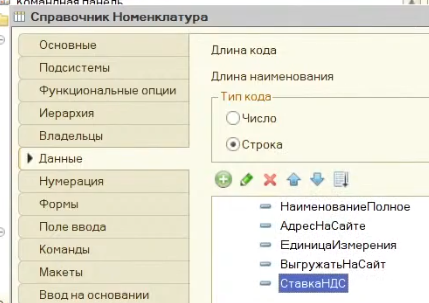 Командная панель
Справочник Номенклатура
Основные
Подсистемы
Функциональные опции
Иерархия
Владельцы
Данные
Нумерация
Формы
Поле ввода
Команды
Макеты
Ввод на основании
Длина кода
Длина наименования
Тип кода
Число
Строка
НаименованиеПолное
АдресНаСайте
ЕдиницаИзмерения
ВыгружатьНаСайт
СтавкаНДС